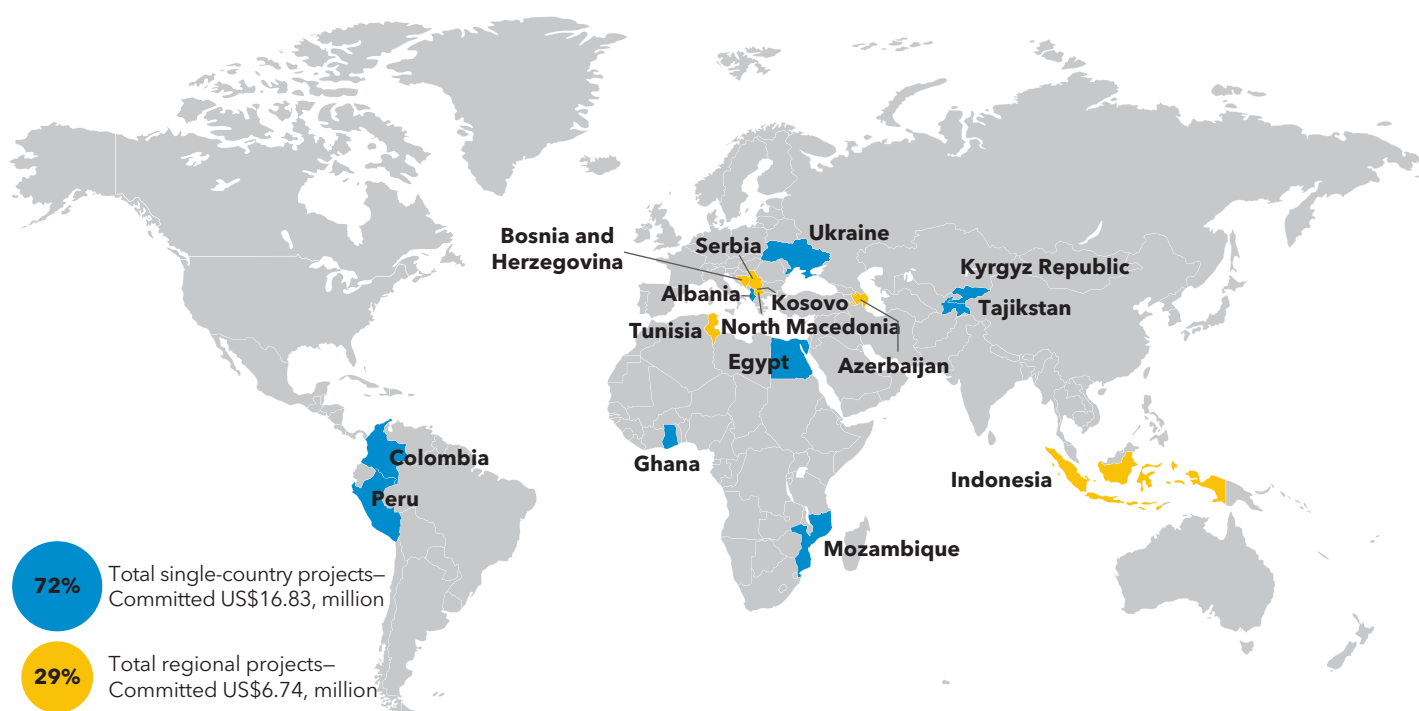 Bosnia and
Herzegovina
Serbia
Ukraine
Kyrgyz Republic
Albania
Kosovo
Tajikstan
Tunisia
North Macedonia
Egypt
Azerbaijan
Colombia
Ghana
Indonesia
Peru
Mozambique
72%
Total single-country projects—
Committed US$16.83, million
29%
Total regional projects—
Committed US$6.74, million